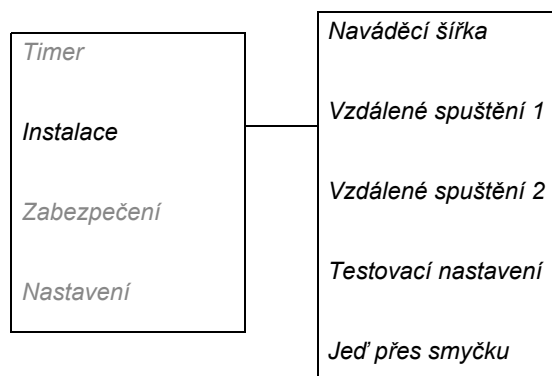 Timer
Instalace
Zabezpečení
Nastavení
Naváděcí šířka
Vzdálené spuštění 1
Vzdálené spuštění 2
Testovací nastavení
Jeď přes smyčku